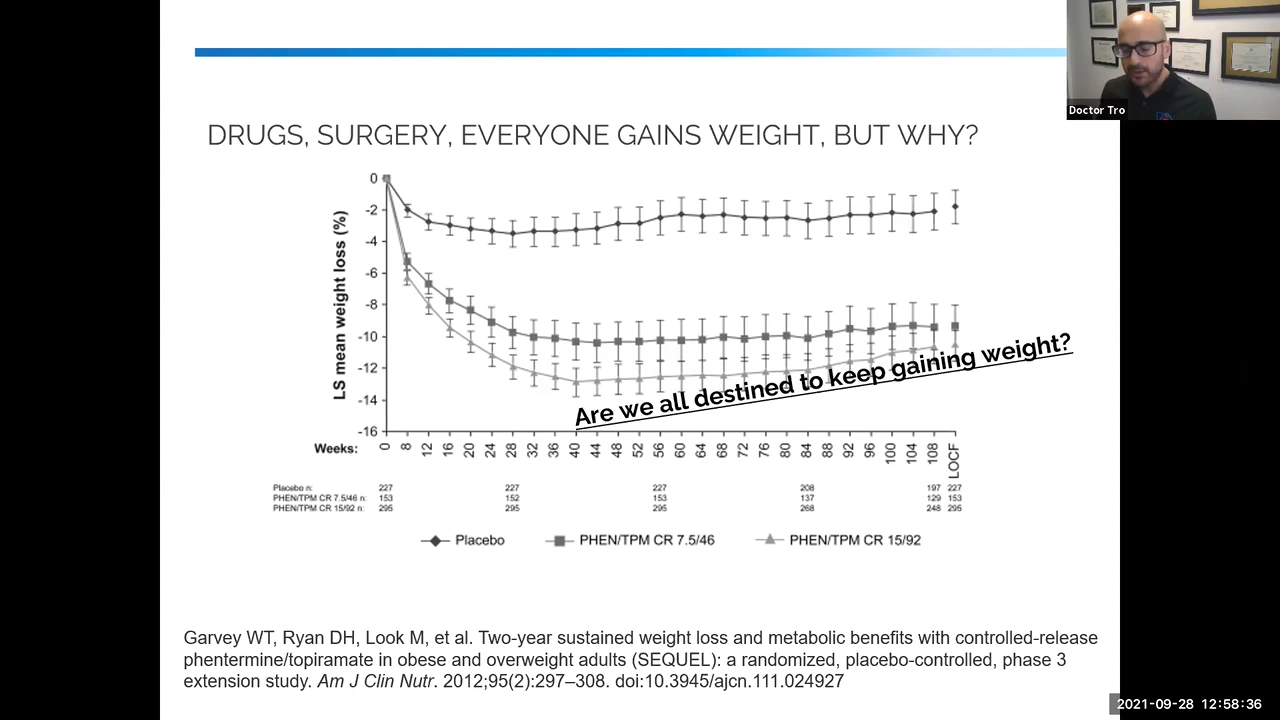 Doctor Tro
DRUGS, SURGERY, EVERYONE GAINS WEIGHT, BUT WHY?
LS mean weight loss (%)
0
-2
-4
-6
-8
-10
-12
-14
-16
Are we all destined to keep gaining weight?
Weeks: 0 8 12 16 20 24 28 32 36 40 44 48 52 56 60 64 68 72 76 80 84 88 92 96 100 104 108 LOCF
Placebo n: 227 227 227 208 197 227
PHEN/TPM CR 7.5/46 n: 153 152 153 137 129 153
PHEN/TPM CR 15/92 n: 295 295 295 268 248 295
Placebo PHEN/TPM CR 7.5/46 PHEN/TPM CR 15/92
Garvey WT, Ryan DH, Look M, et al. Two-year sustained weight loss and metabolic benefits with controlled-release
phentermine/topiramate in obese and overweight adults (SEQUEL): a randomized, placebo-controlled, phase 3
extension study. Am J Clin Nutr. 2012;95(2):297–308. doi:10.3945/ajcn.111.024927
2021-09-28 12:58:36